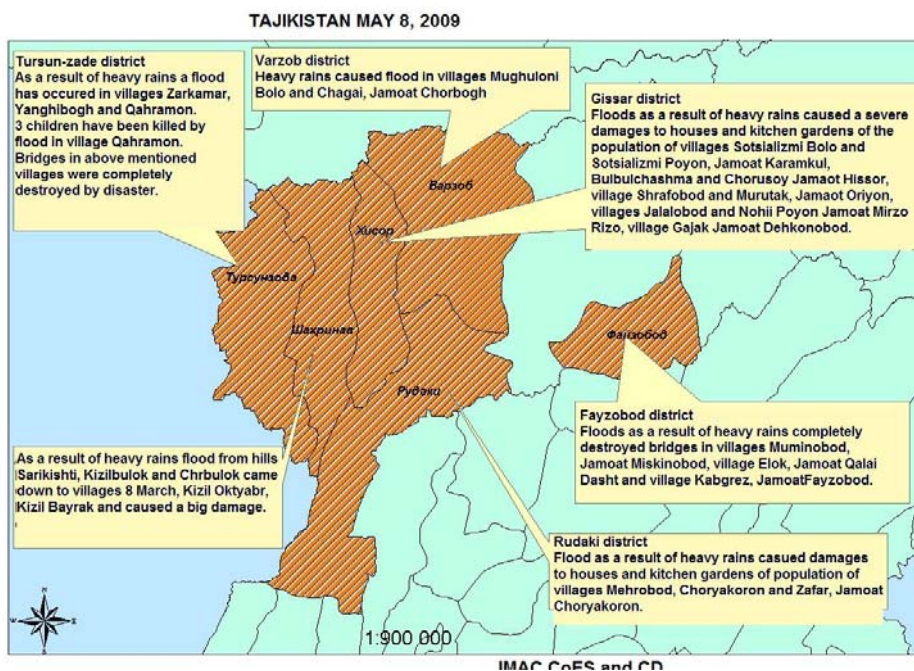 TAJIKISTAN MAY 8, 2009
Tursun-zade district
As a result of heavy rains a flood
has occured in villages Zarkamar,
Yanghibogh and Qahramon.
3 children have been killed by
flood in village Qahramon.
Bridges in above mentioned
villages were completely
destroyed by disaster.
Varzob district
Heavy rains caused flood in villages Mughuloni
Bolo and Chagai, Jamoat Chorbogh
Gissar district
Floods as a result of heavy rains caused a severe
damages to houses and kitchen gardens of the
population of villages Sotsializmi Bolo and
Sotsializmi Poyon, Jamoat Karamkul,
Bulbulchashma and Chorusoy Jamaot Hissor,
village Shrafobod and Murutak, Jamaot Oriyon,
villages Jalalobod and Nohii Poyon Jamoat Mirzo
Rizo, village Gajak Jamoat Dehkonobod.
Варзоб
Хисор
Турсунзода
Шахринав
Рудаки
Файзобод
As a result of heavy rains flood from hills
Sarikishti, Kizilbulok and Chrbulok came
down to villages 8 March, Kizil Oktyabr,
Kizil Bayrak and caused a big damage.
Fayzobod district
Floods as a result of heavy rains completely
destroyed bridges in villages Muminobod,
Jamoat Miskinobod, village Elok, Jamoat Qalai
Dasht and village Kabgrez, JamoatFayzobod.
Rudaki district
Flood as a result of heavy rains casued damages
to houses and kitchen gardens of population of
villages Mehrobod, Choryakoron and Zafar, Jamoat
Choryakoron.
N
W E
S
1:900 000
IMAC CoES and CD